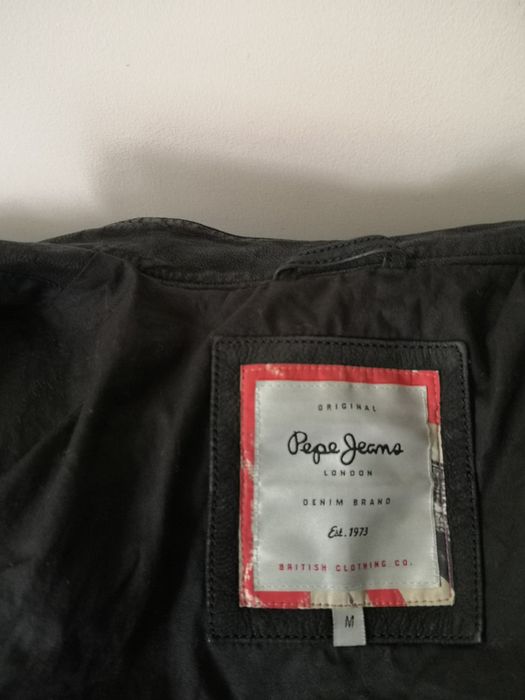 ORIGINAL
Pepe Jeans
LONDON
DENIM BRAND
Est. 1973
BRITISH CLOTHING CO.
M